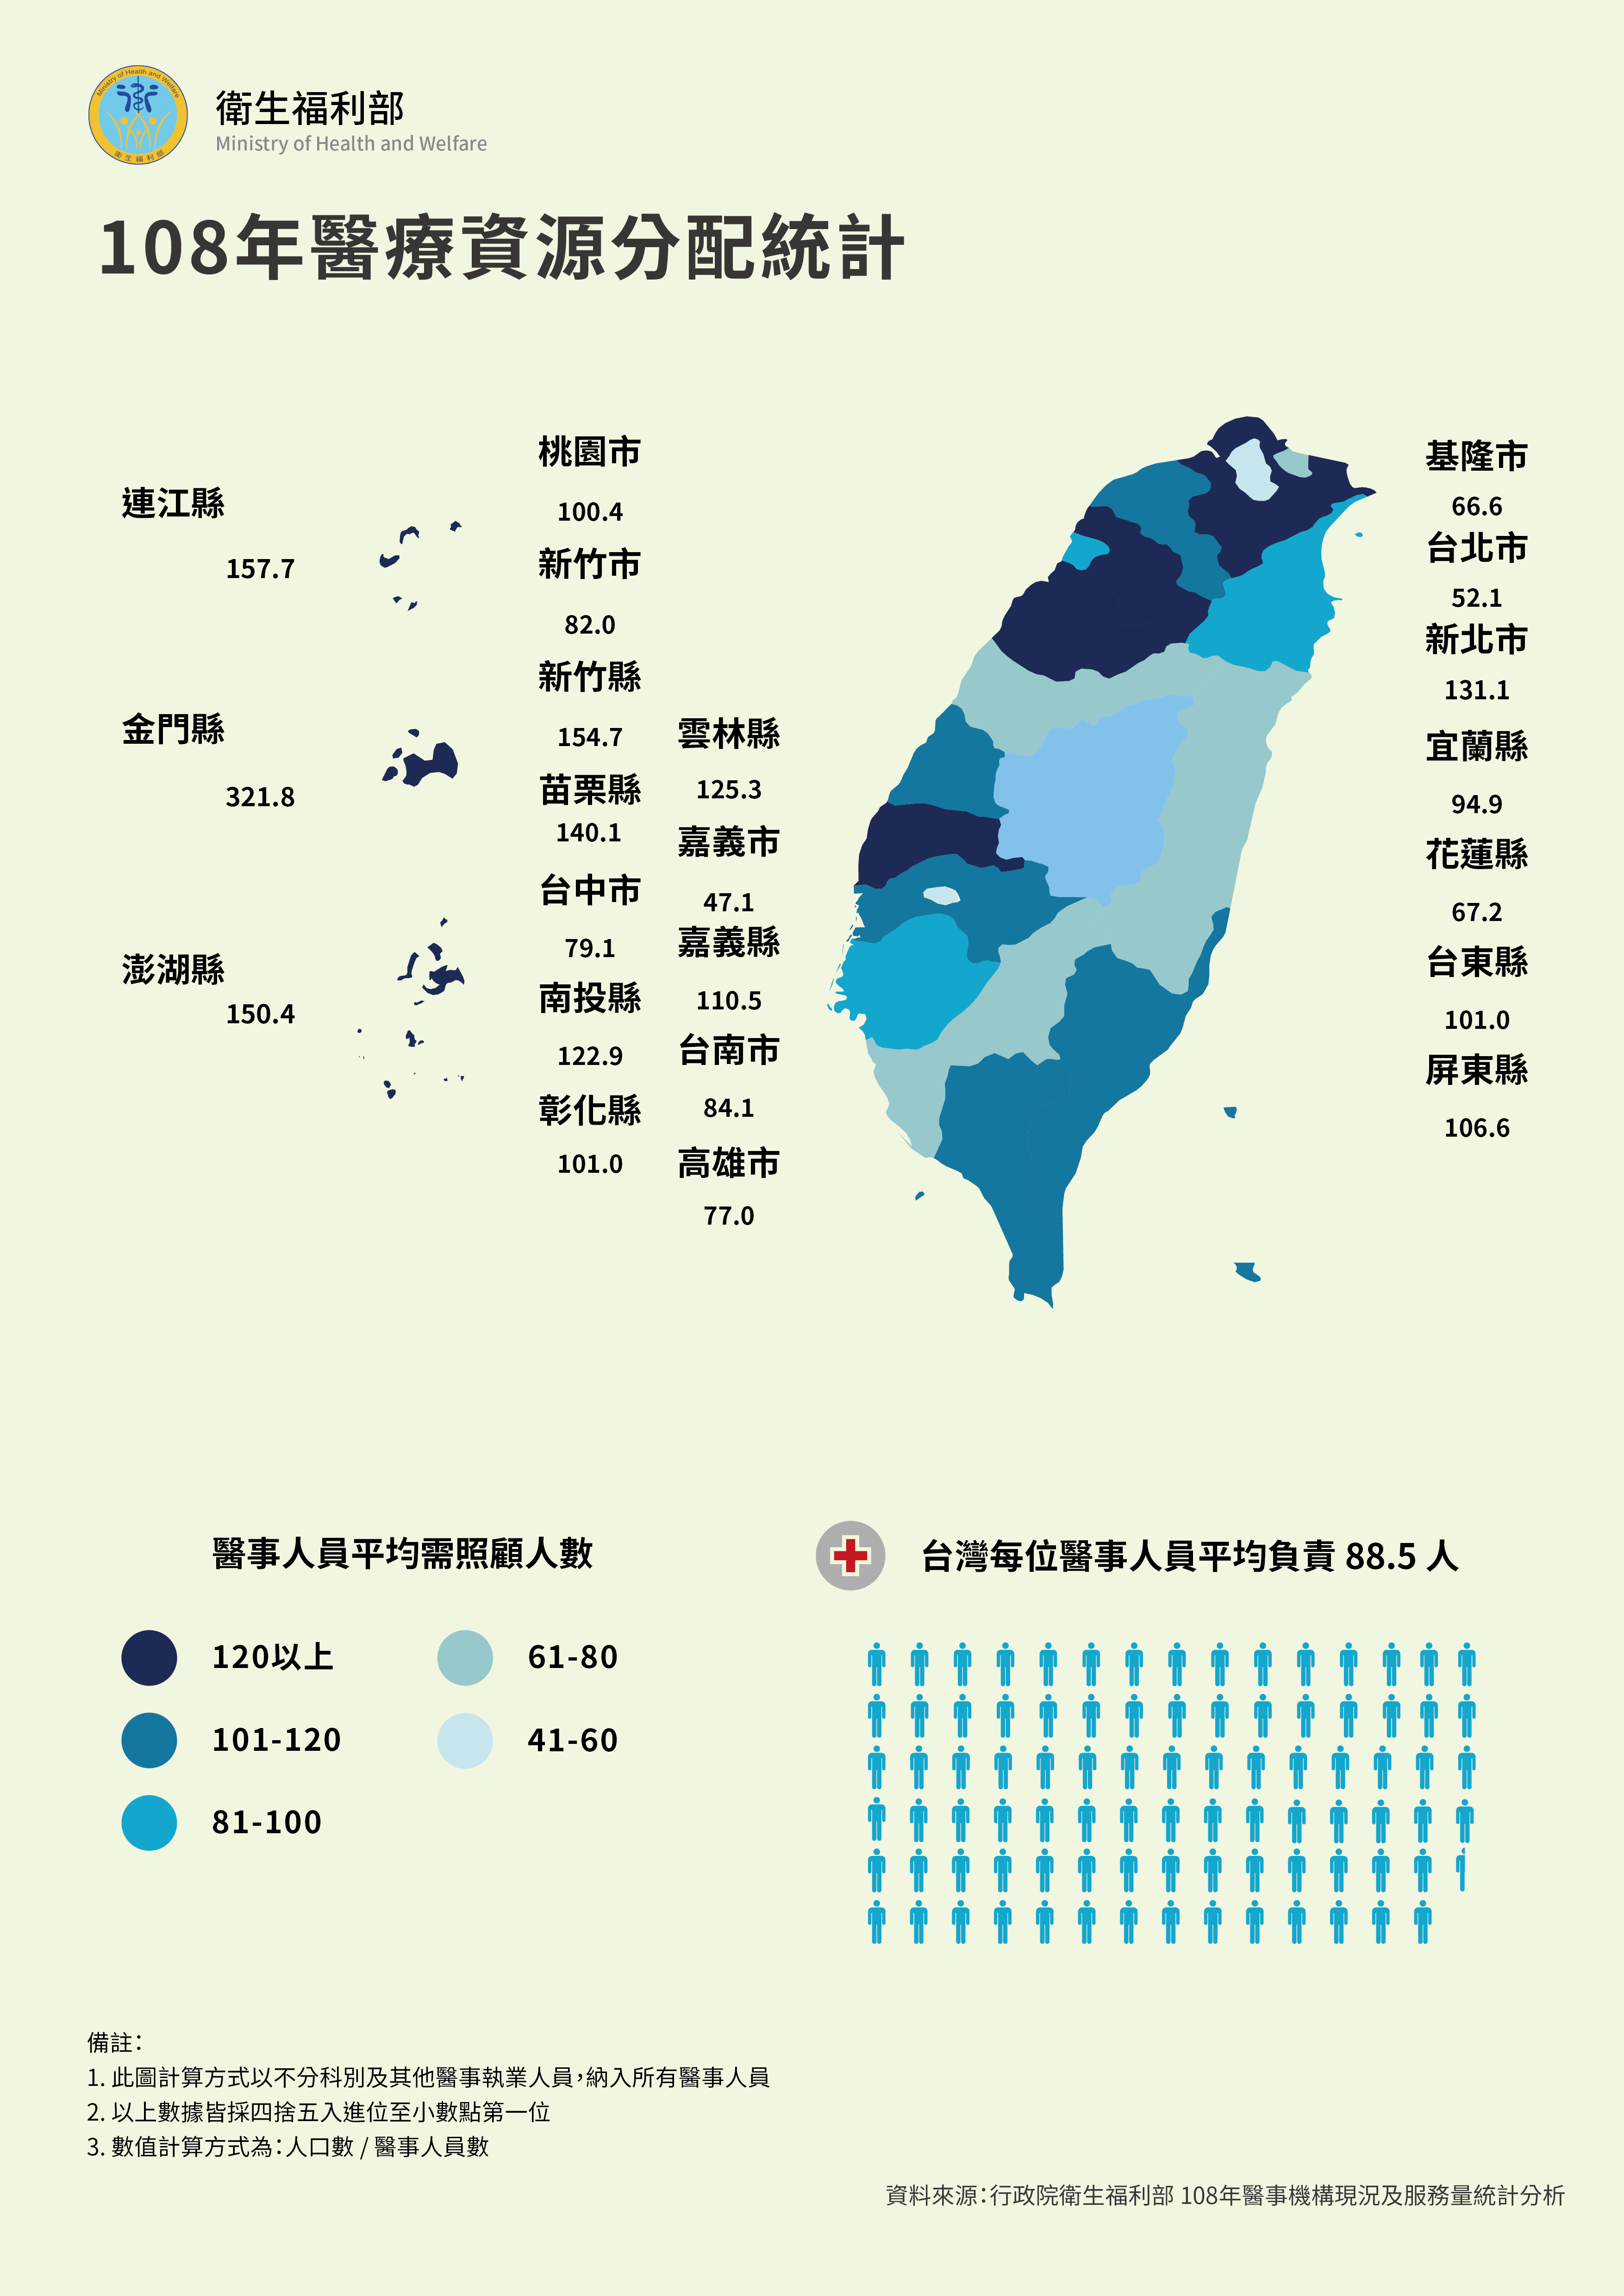 Ministry of Health and Welfare
衛生福利部
衛生福利部
Ministry of Health and Welfare
108年醫療資源分配統計
連江縣
157.7
金門縣
321.8
澎湖縣
150.4
桃園市
100.4
新竹市
82.0
新竹縣
154.7
苗栗縣
140.1
台中市
79.1
南投縣
122.9
彰化縣
101.0
雲林縣
125.3
嘉義市
47.1
嘉義縣
110.5
台南市
84.1
高雄市
77.0
基隆市
66.6
台北市
52.1
新北市
131.1
宜蘭縣
94.9
花蓮縣
67.2
台東縣
101.0
屏東縣
106.6
醫事人員平均需照顧人數
120以上
101-120
81-100
61-80
41-60
台灣每位醫事人員平均負責 88.5 人
備註：
1. 此圖計算方式以不分科別及其他醫事執業人員，納入所有醫事人員
2. 以上數據皆採四捨五入進位至小數點第一位
3. 數值計算方式為：人口數 / 醫事人員數
資料來源：行政院衛生福利部 108年醫事機構現況及服務量統計分析